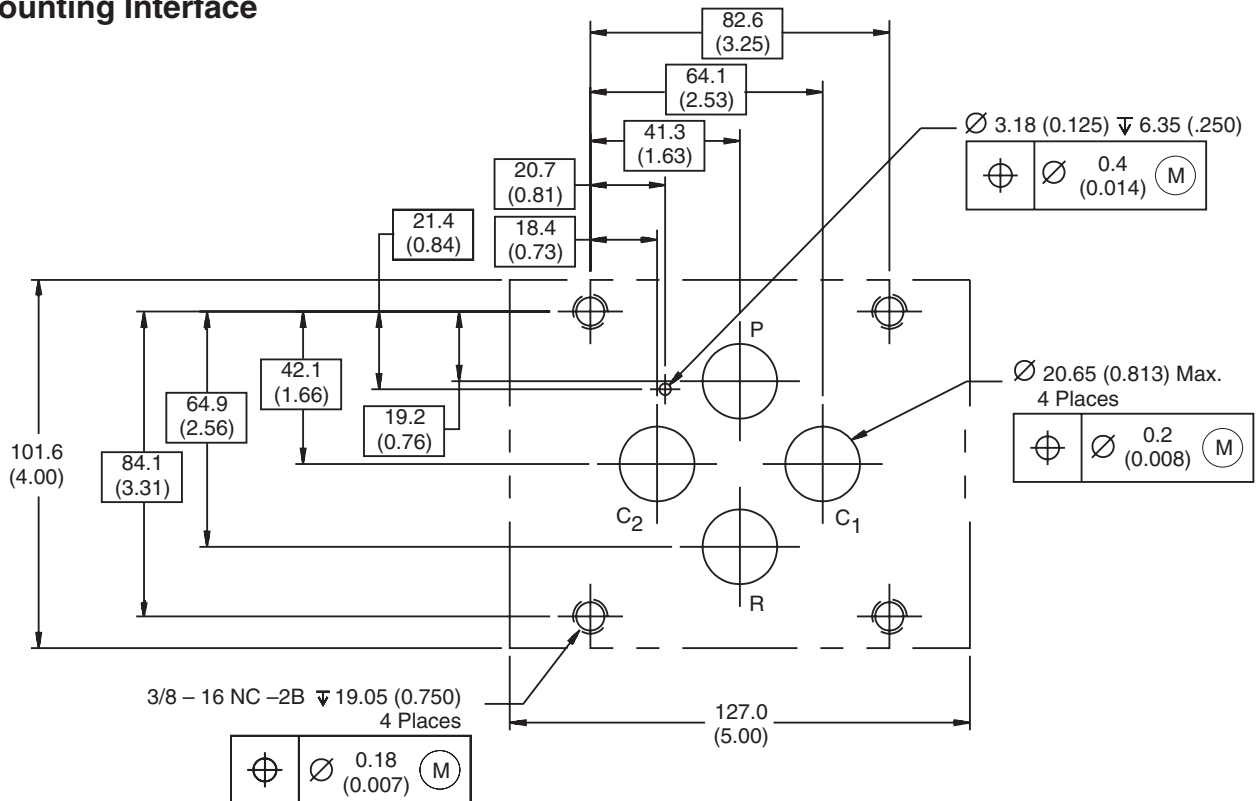 ounting Interface
82.6
(3.25)
64.1
(2.53)
41.3
(1.63)
20.7
(0.81)
18.4
(0.73)
21.4
(0.84)
Ø 3.18 (0.125) ↧ 6.35 (.250)
⌖ Ø 0.4 (0.014) Ⓜ
P
42.1
(1.66)
64.9
(2.56)
19.2
(0.76)
84.1
(3.31)
101.6
(4.00)
Ø 20.65 (0.813) Max.
4 Places
⌖ Ø 0.2 (0.008) Ⓜ
C2
C1
R
3/8 – 16 NC –2B ↧ 19.05 (0.750)
4 Places
⌖ Ø 0.18 (0.007) Ⓜ
127.0
(5.00)